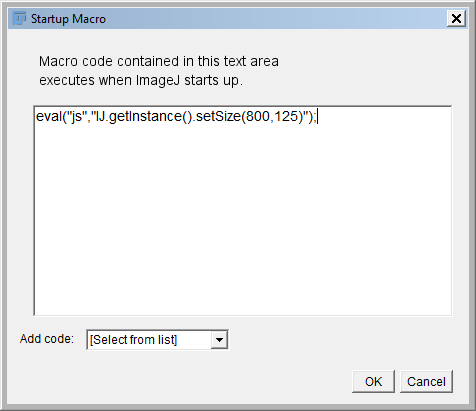 Startup Macro
Macro code contained in this text area
executes when ImageJ starts up.
eval("js","IJ.getInstance().setSize(800,125)");
Add code:
[Select from list]
OK
Cancel